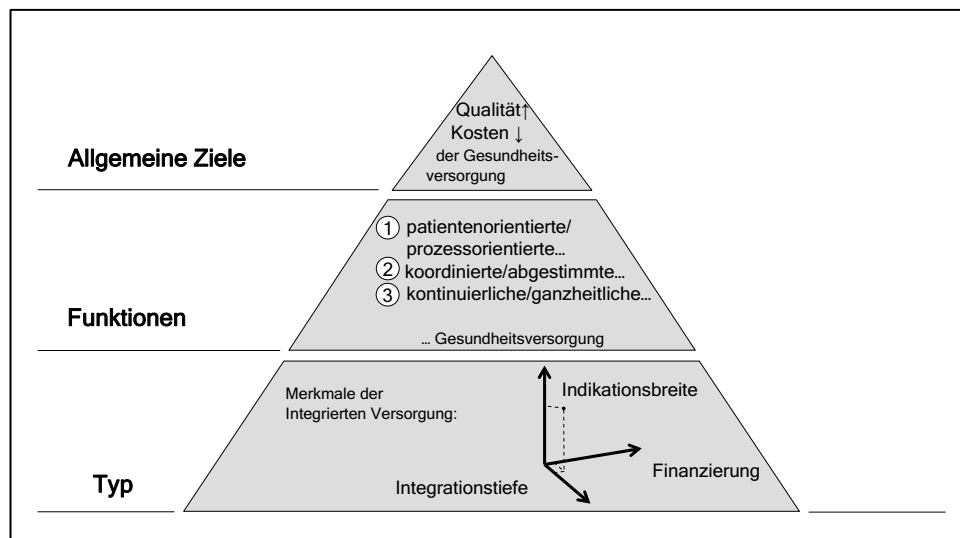 Qualität↑
Kosten ↓
der Gesundheits-
versorgung
Allgemeine Ziele
1 patientenorientierte/
prozessorientierte...
2 koordinierte/abgestimmte...
3 kontinuierliche/ganzheitliche...
Funktionen
... Gesundheitsversorgung
Merkmale der
Integrierten Versorgung:
Indikationsbreite
Finanzierung
Integrationstiefe
Typ